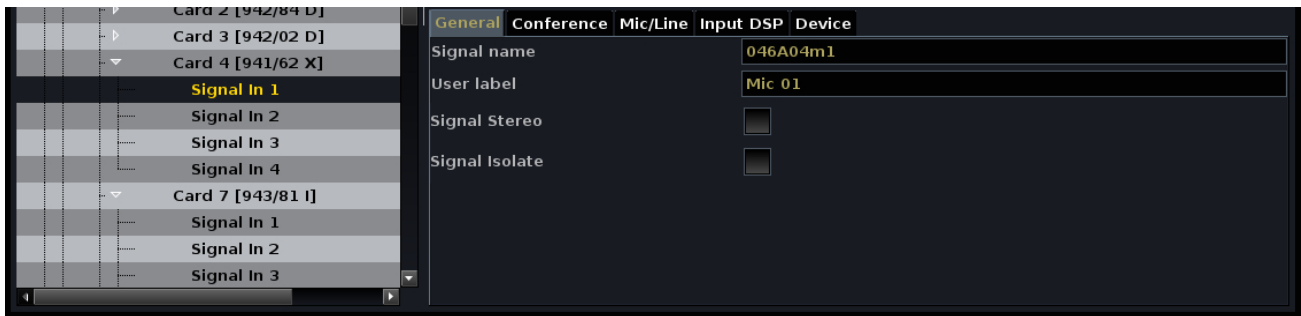 Card 2 [942/84 D]
Card 3 [942/02 D]
Card 4 [941/62 X]
Signal In 1
Signal In 2
Signal In 3
Signal In 4
Card 7 [943/81 I]
Signal In 1
Signal In 2
Signal In 3
General Conference Mic/Line Input DSP Device
Signal name 046A04m1
User label Mic 01
Signal Stereo
Signal Isolate